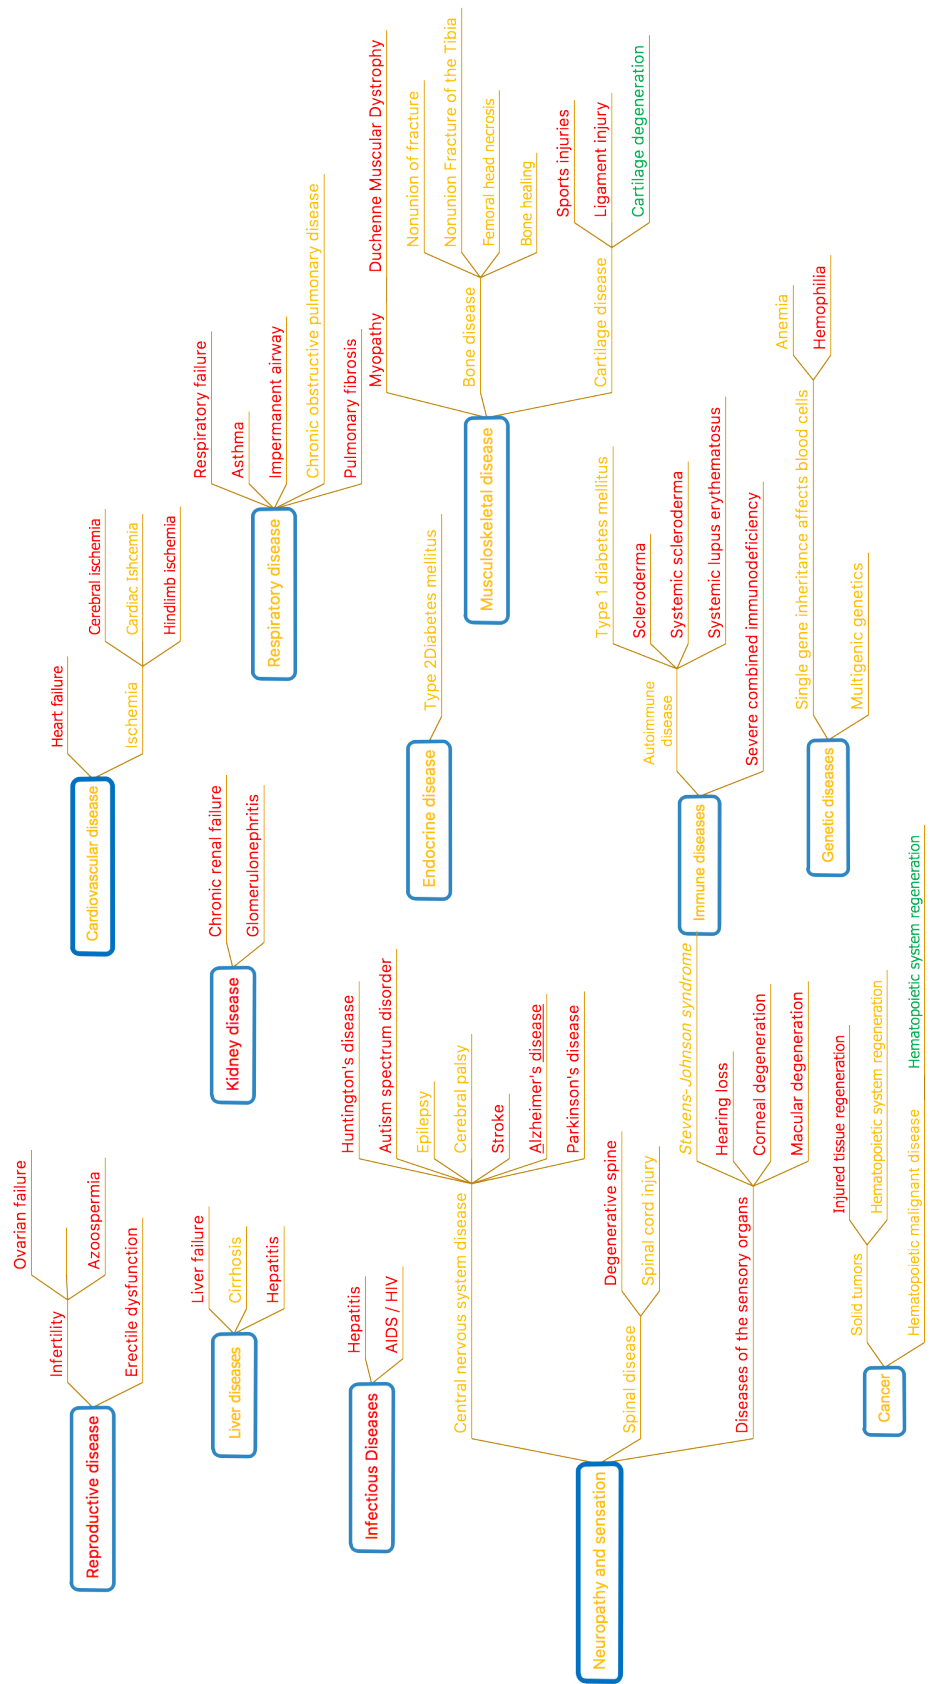 Reproductive disease
Infertility
Ovarian failure
Azoospermia
Erectile dysfunction
Cardiovascular disease
Heart failure
Ischemia
Cerebral ischemia
Cardiac Ishcemia
Hindlimb ischemia
Liver diseases
Liver failure
Cirrhosis
Hepatitis
Kidney disease
Chronic renal failure
Glomerulonephritis
Respiratory disease
Respiratory failure
Asthma
Impermanent airway
Chronic obstructive pulmonary disease
Pulmonary fibrosis
Infectious Diseases
Hepatitis
AIDS / HIV
Endocrine disease
Type 2Diabetes mellitus
Musculoskeletal disease
Myopathy
Duchenne Muscular Dystrophy
Bone disease
Nonunion of fracture
Nonunion Fracture of the Tibia
Femoral head necrosis
Bone healing
Cartilage disease
Sports injuries
Ligament injury
Cartilage degeneration
Neuropathy and sensation
Central nervous system disease
Huntington's disease
Autism spectrum disorder
Epilepsy
Cerebral palsy
Stroke
Alzheimer's disease
Parkinson's disease
Spinal disease
Degenerative spine
Spinal cord injury
Diseases of the sensory organs
Stevens-Johnson syndrome
Hearing loss
Corneal degeneration
Macular degeneration
Immune diseases
Autoimmune
disease
Type 1 diabetes mellitus
Scleroderma
Systemic scleroderma
Systemic lupus erythematosus
Severe combined immunodeficiency
Genetic diseases
Single gene inheritance affects blood cells
Anemia
Hemophilia
Multigenic genetics
Cancer
Solid tumors
Injured tissue regeneration
Hematopoietic system regeneration
Hematopoietic malignant disease
Hematopoietic system regeneration